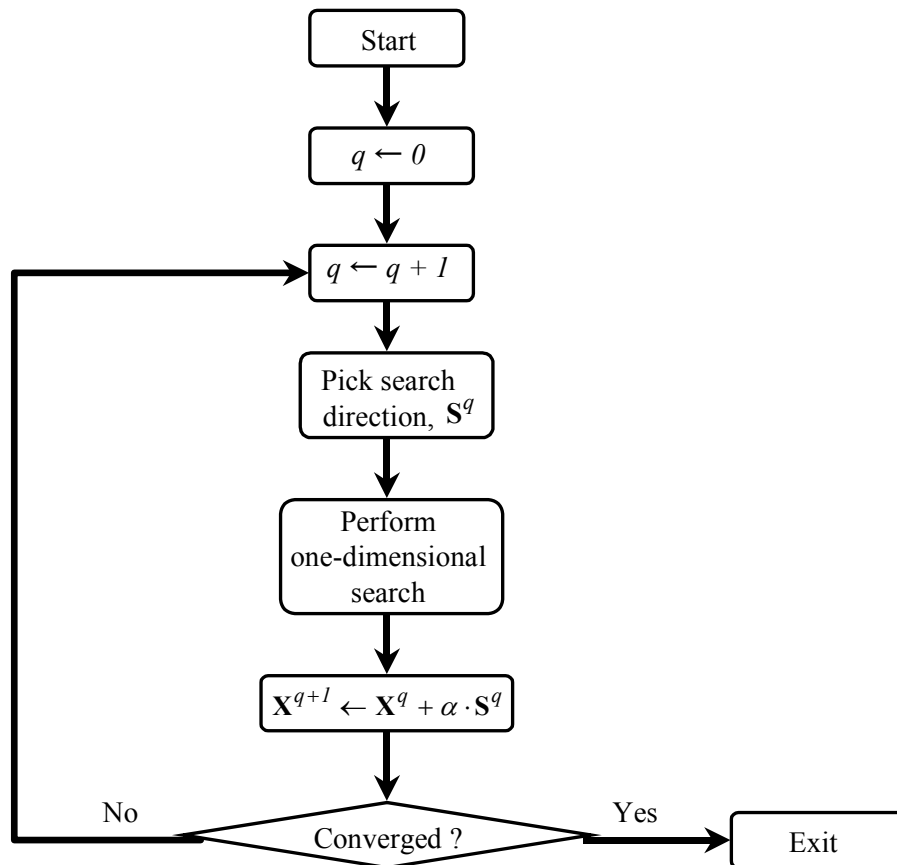 Start
q ← 0
q ← q + 1
Pick search
direction, S^q
Perform
one-dimensional
search
X^{q+1} ← X^q + α · S^q
No
Yes
Converged ?
Exit